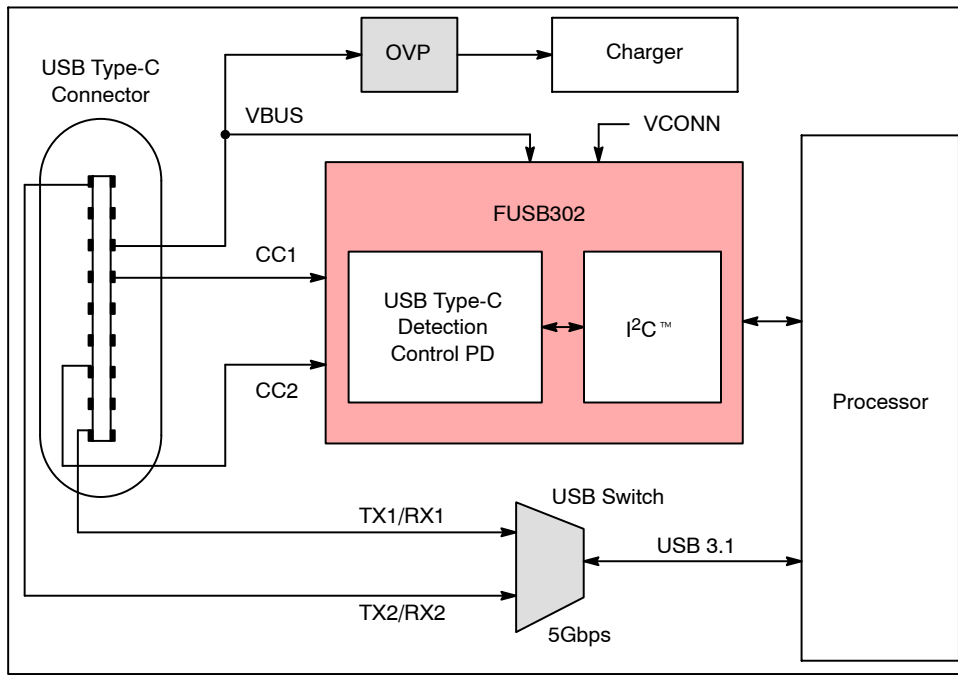 OVP
Charger
USB Type-C
Connector
VBUS
VCONN
FUSB302
CC1
USB Type-C
Detection
Control PD
I²C™
CC2
Processor
USB Switch
TX1/RX1
USB 3.1
TX2/RX2
5Gbps